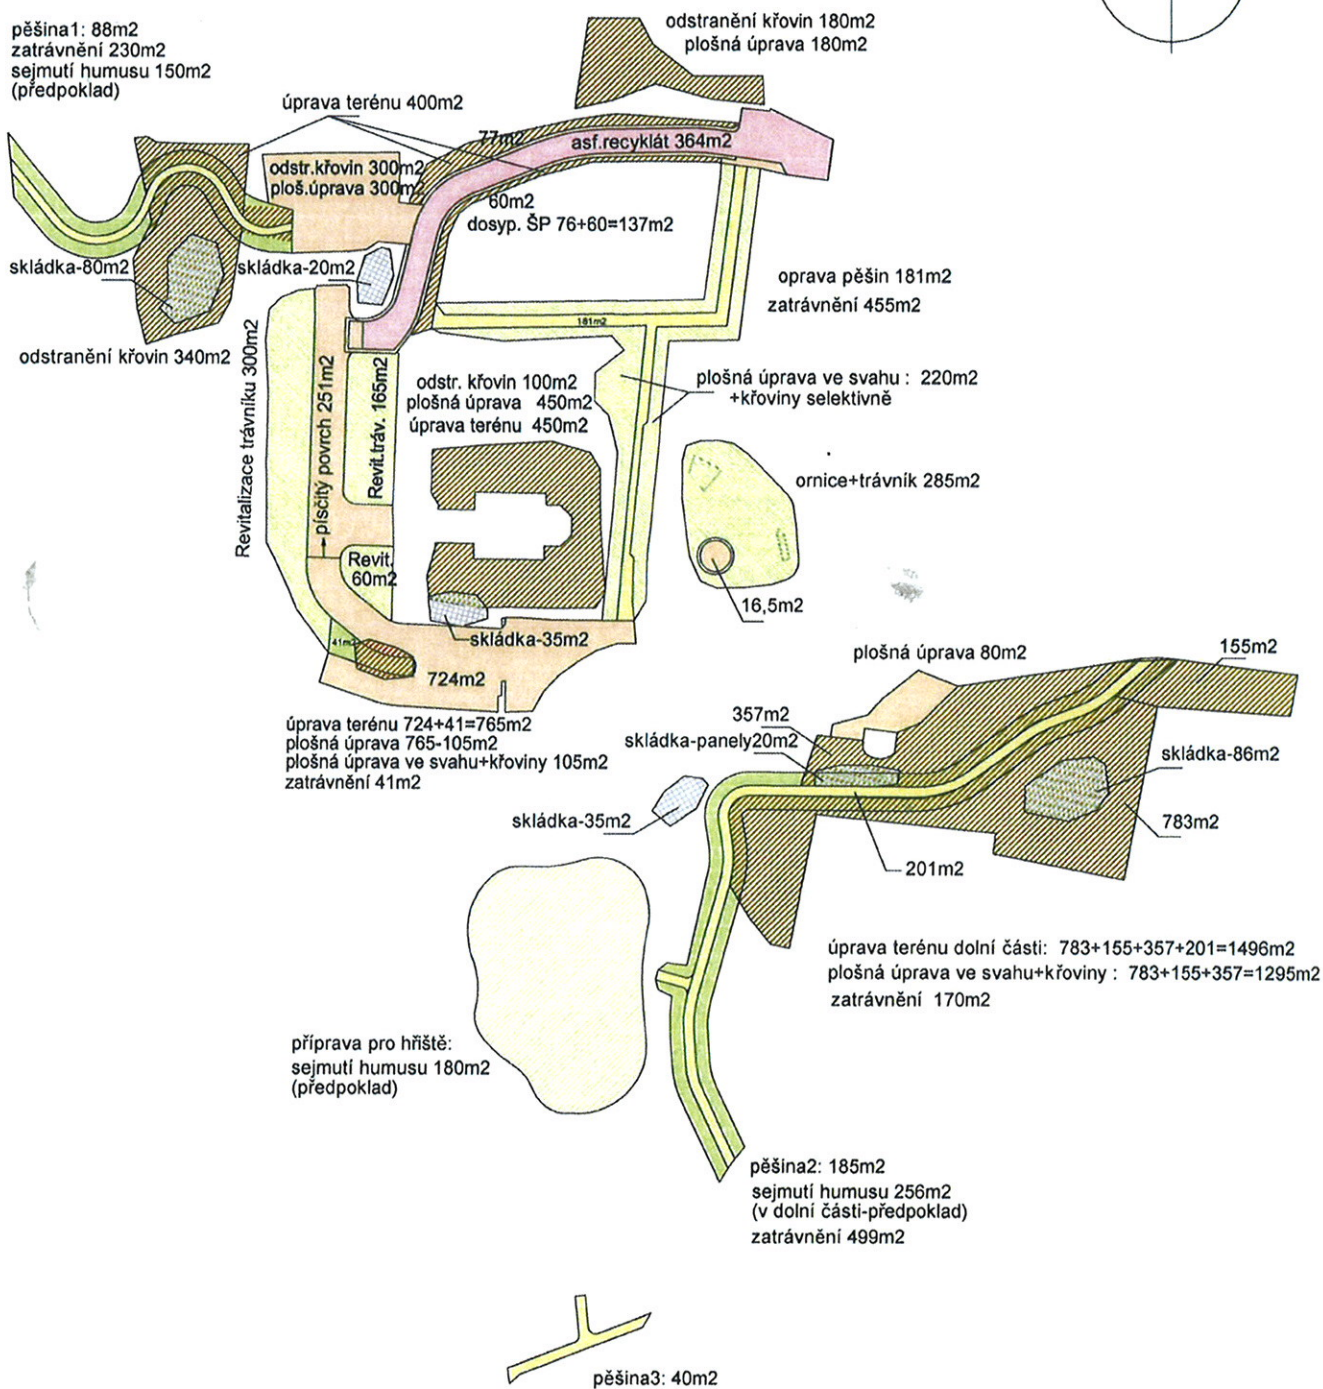 pěšina1: 88m2
zatrávnění 230m2
sejmutí humusu 150m2
(předpoklad)
odstranění křovin 180m2
plošná úprava 180m2
úprava terénu 400m2
77m2
asf.recyklát 364m2
odstr.křovin 300m2
ploš.úprava 300m2
60m2
dosyp. ŠP 76+60=137m2
skládka-80m2
skládka-20m2
oprava pěšin 181m2
zatrávnění 455m2
181m2
odstranění křovin 340m2
Revitalizace trávníku 300m2
písčitý povrch 251m2
Revit.tráv. 165m2
odstr. křovin 100m2
plošná úprava 450m2
úprava terénu 450m2
plošná úprava ve svahu : 220m2
+křoviny selektivně
ornice+trávník 285m2
Revit.
60m2
16,5m2
skládka-35m2
41m2
724m2
plošná úprava 80m2
155m2
úprava terénu 724+41=765m2
plošná úprava 765-105m2
plošná úprava ve svahu+křoviny 105m2
zatrávnění 41m2
357m2
skládka-panely20m2
skládka-86m2
skládka-35m2
783m2
201m2
úprava terénu dolní části: 783+155+357+201=1496m2
plošná úprava ve svahu+křoviny : 783+155+357=1295m2
zatrávnění 170m2
příprava pro hřiště:
sejmutí humusu 180m2
(předpoklad)
pěšina2: 185m2
sejmutí humusu 256m2
(v dolní části-předpoklad)
zatrávnění 499m2
pěšina3: 40m2